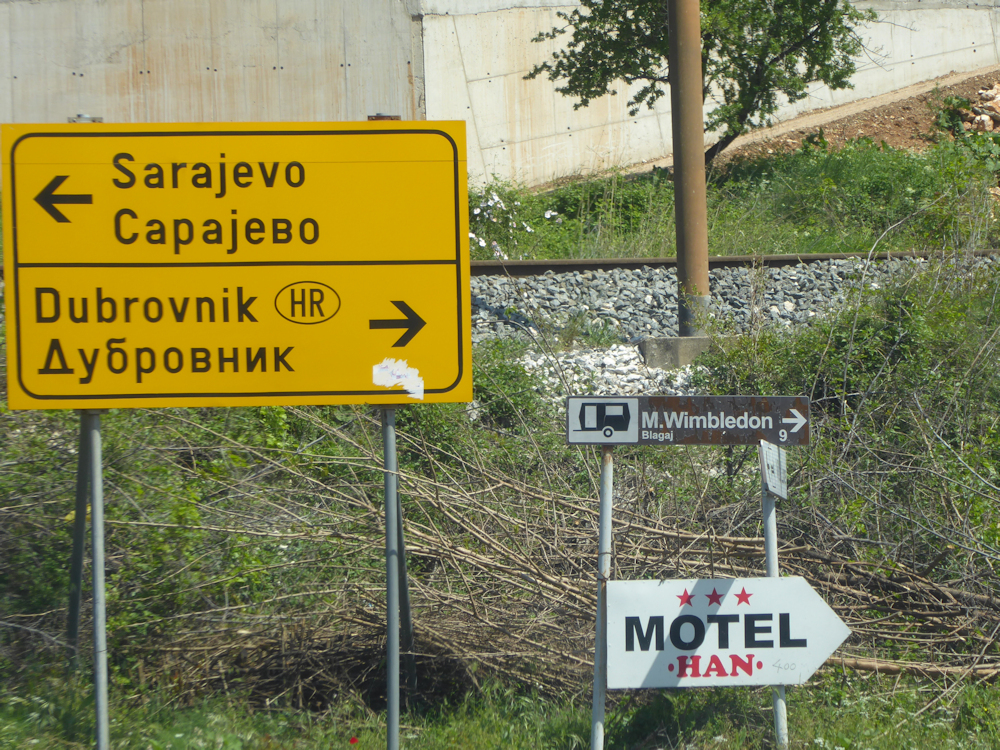 Sarajevo
Сарајево
Dubrovnik HR
Дубровник
M.Wimbledon
Blagaj 9
MOTEL
HAN
400